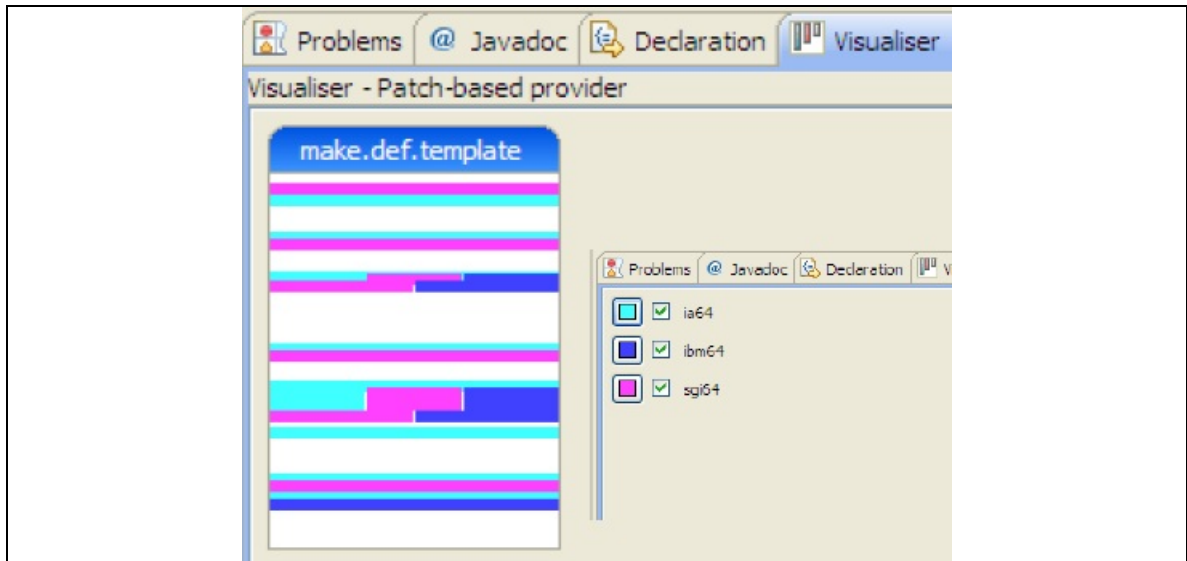 Problems @ Javadoc Declaration Visualiser
Visualiser - Patch-based provider
make.def.template
Problems @ Javadoc Declaration V
ia64
ibm64
sgi64